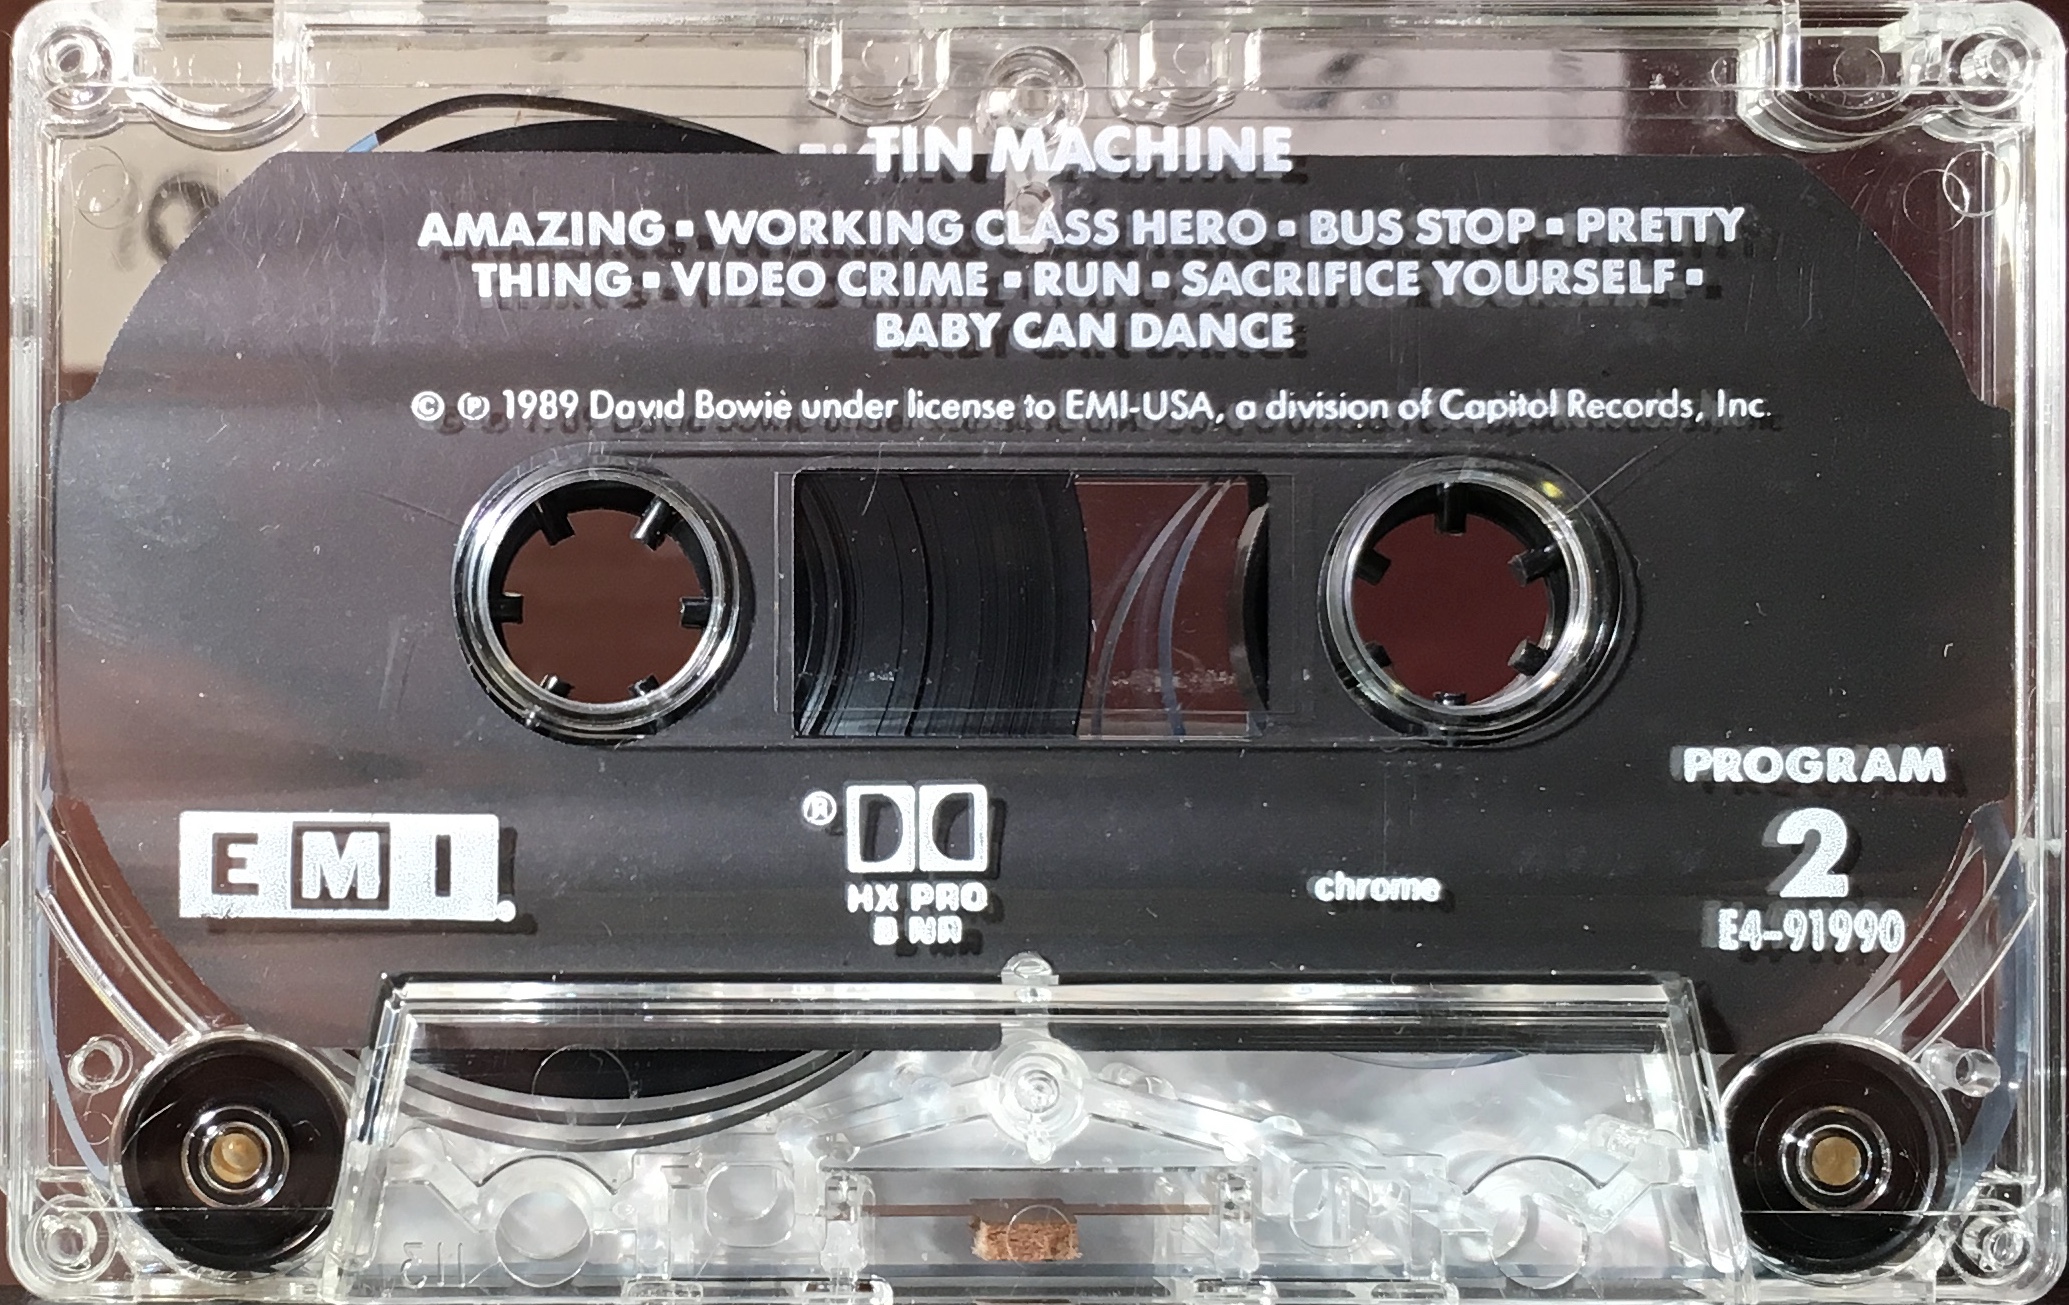 TIN MACHINE
AMAZING ▪ WORKING CLASS HERO ▪ BUS STOP ▪ PRETTY
THING ▪ VIDEO CRIME ▪ RUN ▪ SACRIFICE YOURSELF ▪
BABY CAN DANCE
© ℗ 1989 David Bowie under license to EMI-USA, a division of Capitol Records, Inc.
PROGRAM
2
E4-91990
EMI.
®
HX PRO
B NR
chrome
113